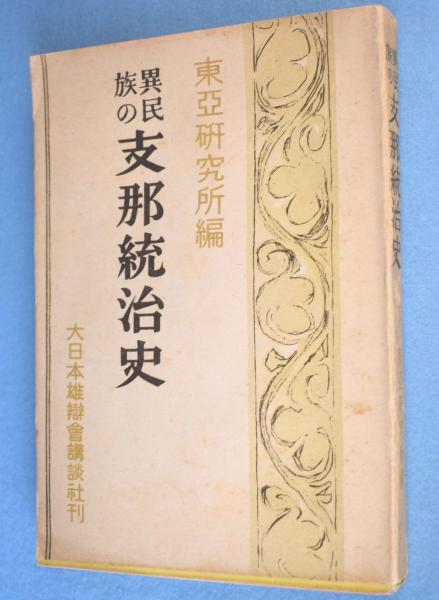 東亞研究所編
異民族の支那統治史
大日本雄辯會講談社刊
異民族の支那統治史